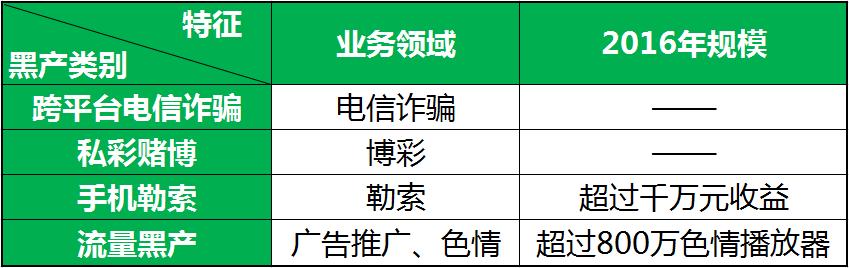 特征
黑产类别
业务领域
2016年规模
跨平台电信诈骗
电信诈骗
——
私彩赌博
博彩
——
手机勒索
勒索
超过千万元收益
流量黑产
广告推广、色情
超过800万色情播放器